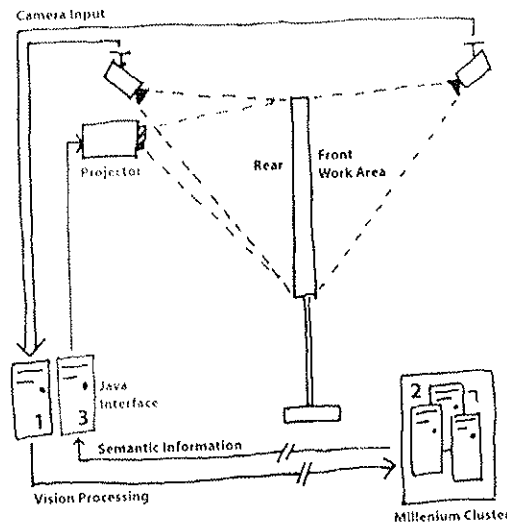 Camera Input
Projector
Rear
Front
Work Area
1
3
Java
Interface
2
Semantic Information
Vision Processing
Millenium Cluster